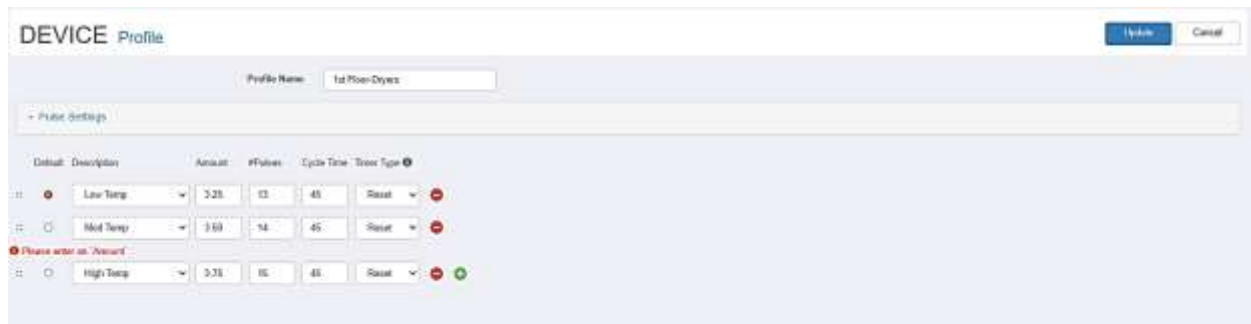 DEVICE Profile
Update Cancel
Profile Name 1st Floor-Dryers
Pulse Settings
Default Description Amount #Pulses Cycle Time Timer Type
Low Temp 3.25 13 45 Reset
Med Temp 3.50 14 45 Reset
Please enter an 'Amount'
High Temp 3.75 15 45 Reset